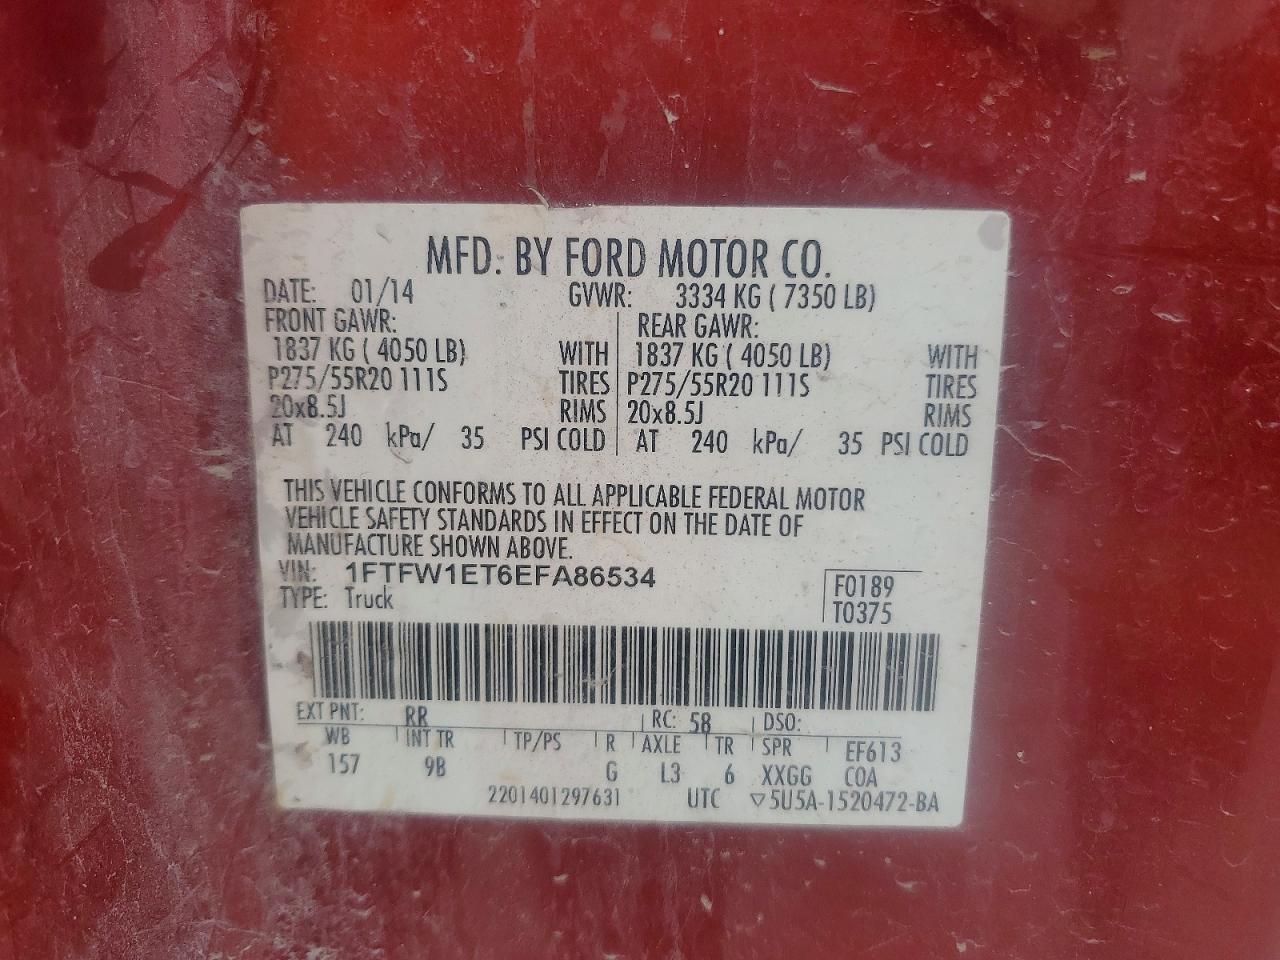 MFD. BY FORD MOTOR CO.
DATE: 01/14 GVWR: 3334 KG ( 7350 LB)
FRONT GAWR: REAR GAWR:
1837 KG ( 4050 LB) WITH 1837 KG ( 4050 LB) WITH
P275/55R20 111S TIRES P275/55R20 111S TIRES
20x8.5J RIMS 20x8.5J RIMS
AT 240 kPa/ 35 PSI COLD AT 240 kPa/ 35 PSI COLD
THIS VEHICLE CONFORMS TO ALL APPLICABLE FEDERAL MOTOR
VEHICLE SAFETY STANDARDS IN EFFECT ON THE DATE OF
MANUFACTURE SHOWN ABOVE.
VIN: 1FTFW1ET6EFA86534 F0189
TYPE: Truck T0375
EXT PNT: RR RC: 58 DSO:
WB INT TR TP/PS R AXLE TR SPR EF613
157 9B G L3 6 XXGG COA
2201401297631 UTC ▽5U5A-1520472-BA